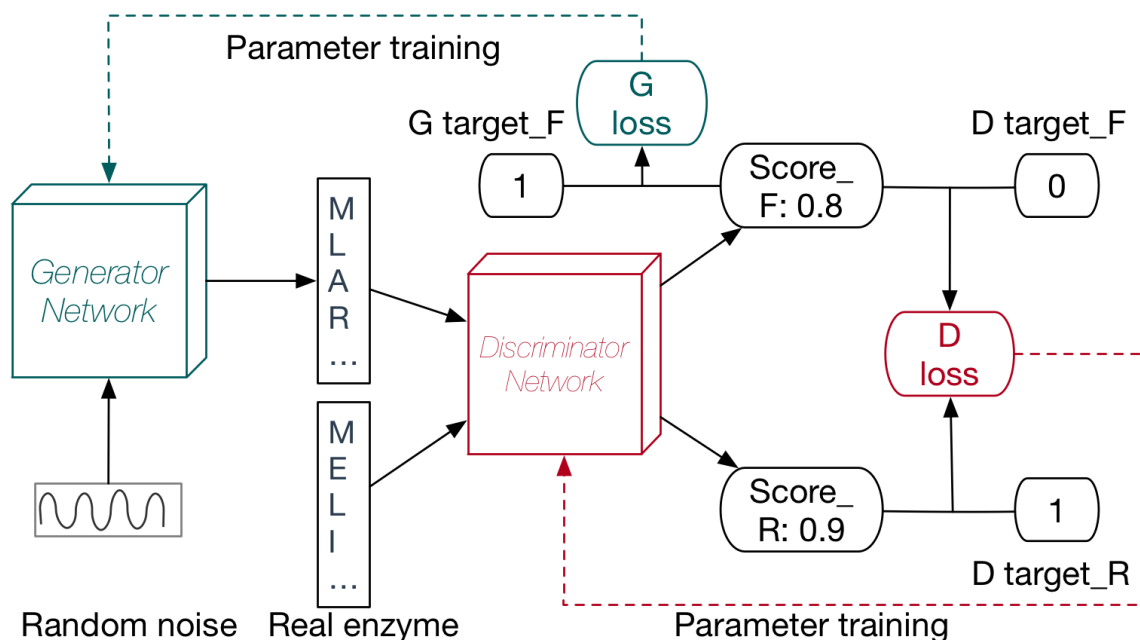 Parameter training
G
loss
G target_F
D target_F
1
Score_
F: 0.8
0
Generator
Network
M
L
A
R
...
Discriminator
Network
D
loss
M
E
L
I
...
Score_
R: 0.9
1
D target_R
Random noise
Real enzyme
Parameter training